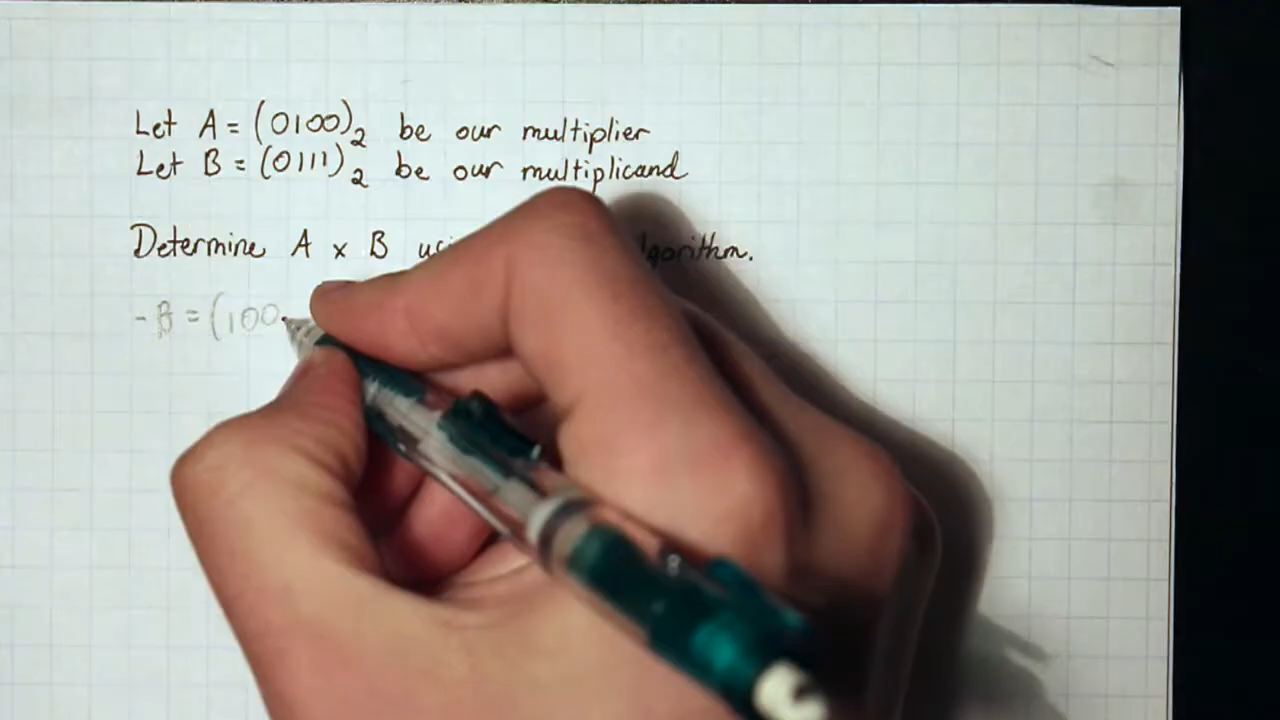 Let A = (0100)₂ be our multiplier
Let B = (0111)₂ be our multiplicand
Determine A x B
-B = (100